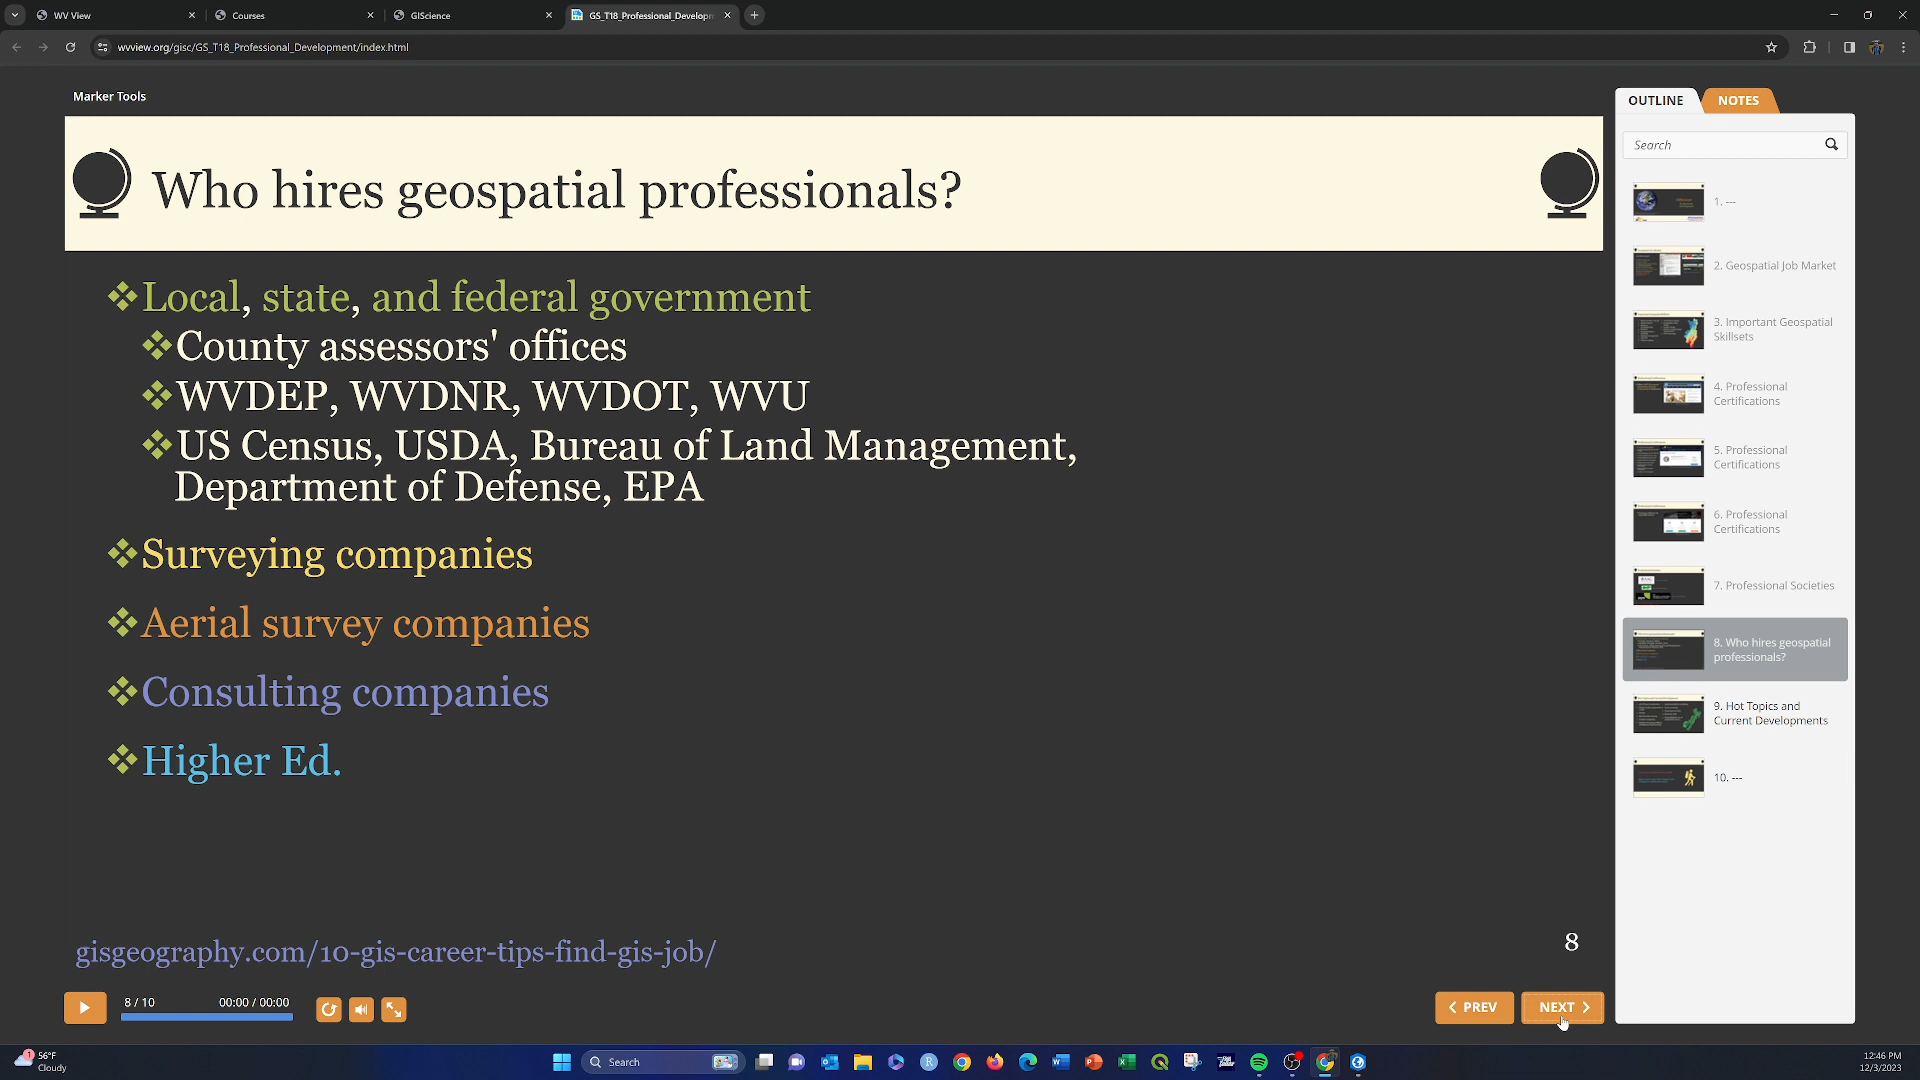 WV View
Courses
GIScience
GS_T18_Professional_Develop
wvview.org/gisc/GS_T18_Professional_Development/index.html
Marker Tools
Who hires geospatial professionals?
Local, state, and federal government
County assessors' offices
WVDEP, WVDNR, WVDOT, WVU
US Census, USDA, Bureau of Land Management,
Department of Defense, EPA
Surveying companies
Aerial survey companies
Consulting companies
Higher Ed.
gisgeography.com/10-gis-career-tips-find-gis-job/
8
8 / 10
00:00 / 00:00
PREV
NEXT
OUTLINE
NOTES
Search
1. ---
2. Geospatial Job Market
3. Important Geospatial
Skillsets
4. Professional
Certifications
5. Professional
Certifications
6. Professional
Certifications
7. Professional Societies
8. Who hires geospatial
professionals?
9. Hot Topics and
Current Developments
10. ---
1
56°F
Cloudy
Search
12:46 PM
12/3/2023